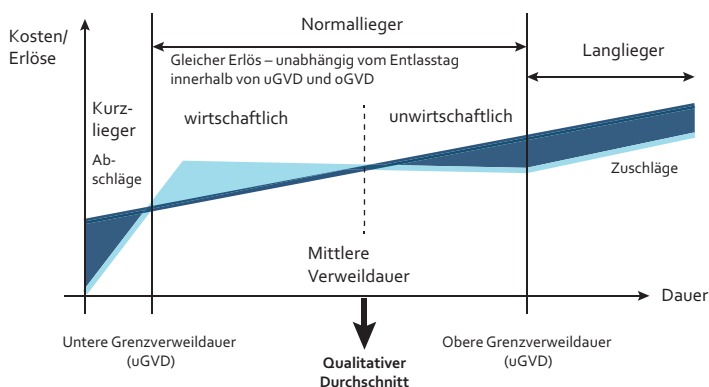 Kosten/
Erlöse
Normallieger
Gleicher Erlös – unabhängig vom Entlasstag
innerhalb von uGVD und oGVD
Langlieger
Kurz-
lieger
Ab-
schläge
wirtschaftlich
unwirtschaftlich
Zuschläge
Mittlere
Verweildauer
Dauer
Untere Grenzverweildauer
(uGVD)
Qualitativer
Durchschnitt
Obere Grenzverweildauer
(uGVD)